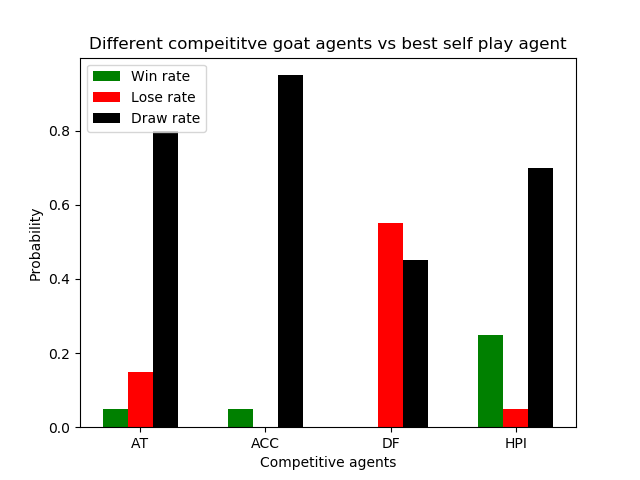 Different compeititve goat agents vs best self play agent
Win rate
Lose rate
Draw rate
Probability
0.8
0.6
0.4
0.2
0.0
AT
ACC
DF
HPI
Competitive agents